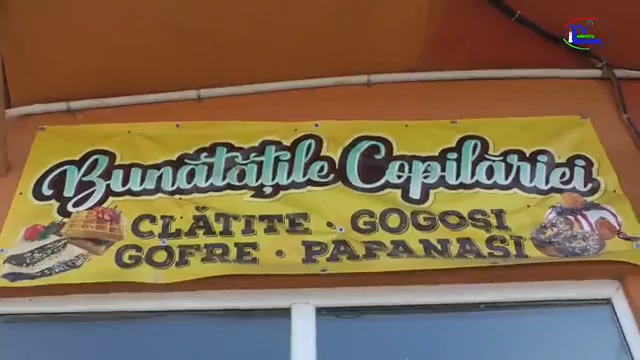 Bunătățile Copilăriei
CLĂTITE • GOGOȘI
GOFRE • PAPANAȘI